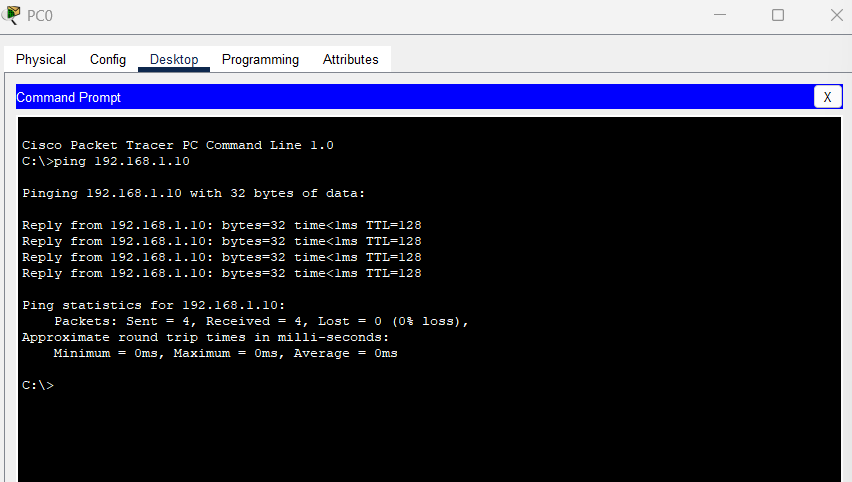 PC0
Physical Config Desktop Programming Attributes
Command Prompt X
Cisco Packet Tracer PC Command Line 1.0
C:\>ping 192.168.1.10
Pinging 192.168.1.10 with 32 bytes of data:
Reply from 192.168.1.10: bytes=32 time<1ms TTL=128
Reply from 192.168.1.10: bytes=32 time<1ms TTL=128
Reply from 192.168.1.10: bytes=32 time<1ms TTL=128
Reply from 192.168.1.10: bytes=32 time<1ms TTL=128
Ping statistics for 192.168.1.10:
Packets: Sent = 4, Received = 4, Lost = 0 (0% loss),
Approximate round trip times in milli-seconds:
Minimum = 0ms, Maximum = 0ms, Average = 0ms
C:\>